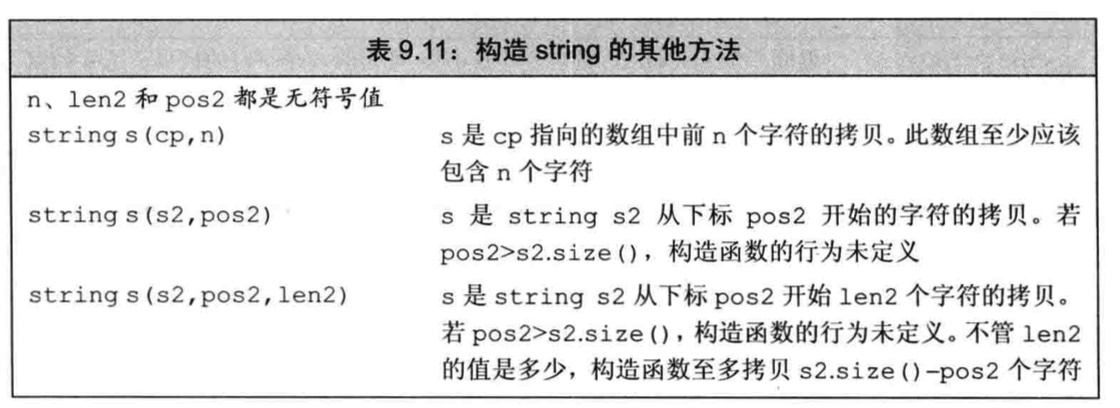 表 9.11：构造 string 的其他方法
n、len2 和 pos2 都是无符号值
string s(cp,n)
s 是 cp 指向的数组中前 n 个字符的拷贝。此数组至少应该
包含 n 个字符
string s(s2,pos2)
s 是 string s2 从下标 pos2 开始的字符的拷贝。若
pos2>s2.size()，构造函数的行为未定义
string s(s2,pos2,len2)
s 是 string s2 从下标 pos2 开始 len2 个字符的拷贝。
若 pos2>s2.size()，构造函数的行为未定义。不管 len2
的值是多少，构造函数至多拷贝 s2.size()–pos2 个字符